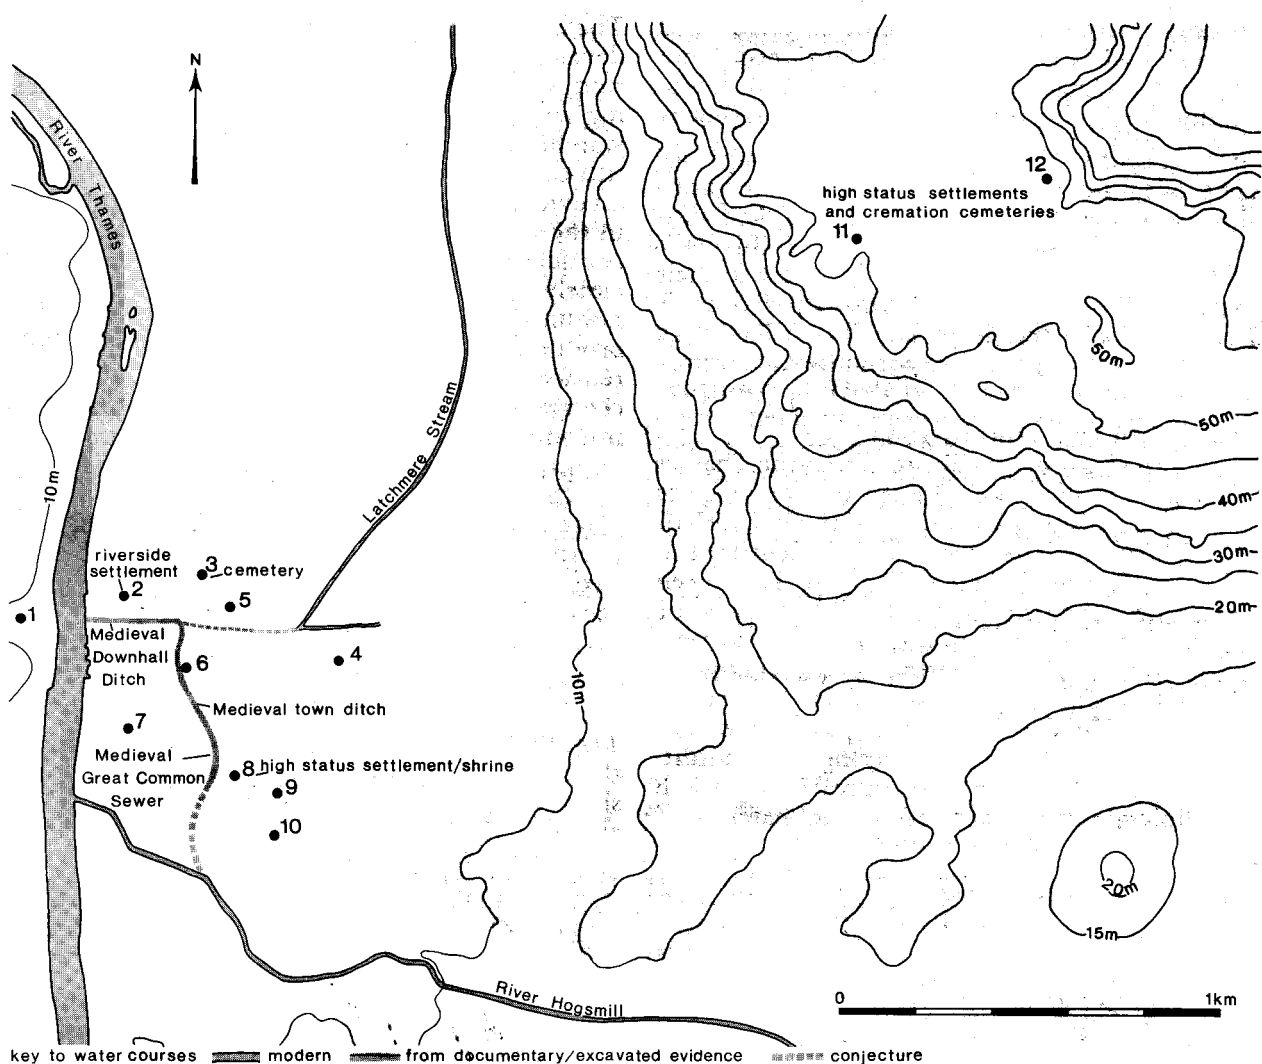 N
River Thames
12
high status settlements
and cremation cemeteries
11
50m
Latchmere Stream
50m
10m
40m
30m
riverside
settlement
2
3
cemetery
5
20m
1
Medieval
Downhall
Ditch
6
4
10m
Medieval town ditch
7
Medieval
Great Common
Sewer
8
high status settlement/shrine
9
10
20m
15m
River Hogsmill
0
1km
key to water courses
modern
from documentary/excavated evidence
conjecture